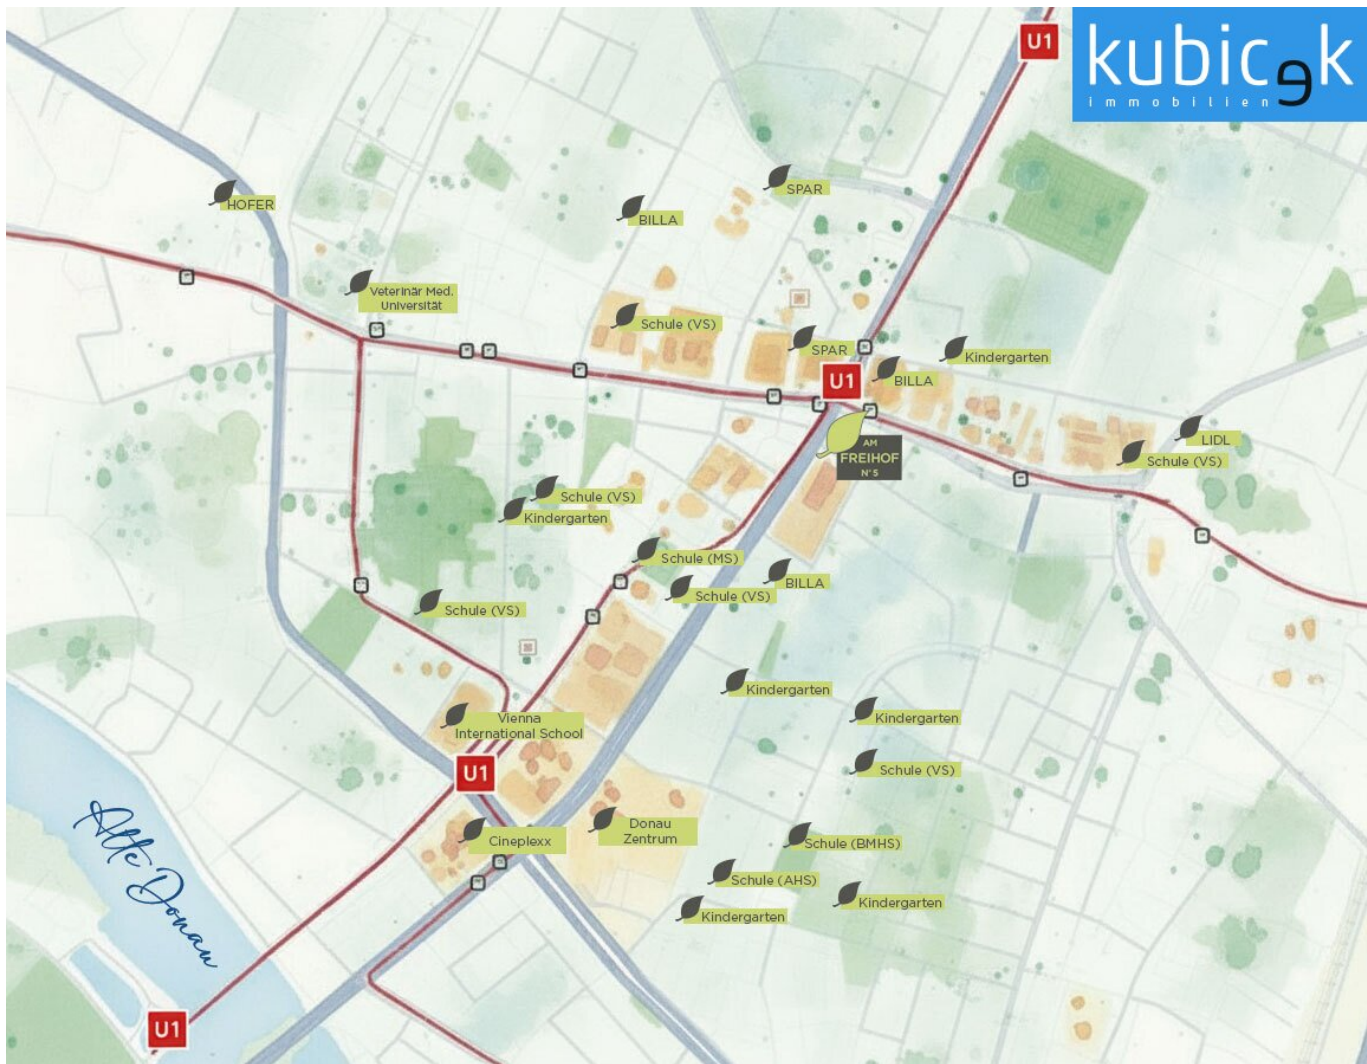 U1
kubicek
immobilien
SPAR
HOFER
BILLA
Veterinär Med.
Universität
Schule (VS)
SPAR
Kindergarten
U1
BILLA
AM
FREIHOF
N°5
LIDL
Schule (VS)
Schule (VS)
Kindergarten
Schule (MS)
BILLA
Schule (VS)
Schule (VS)
Kindergarten
Kindergarten
Vienna
International School
U1
Schule (VS)
Donau
Zentrum
Cineplexx
Schule (BMHS)
Schule (AHS)
Kindergarten
Kindergarten
Alte Donau
U1